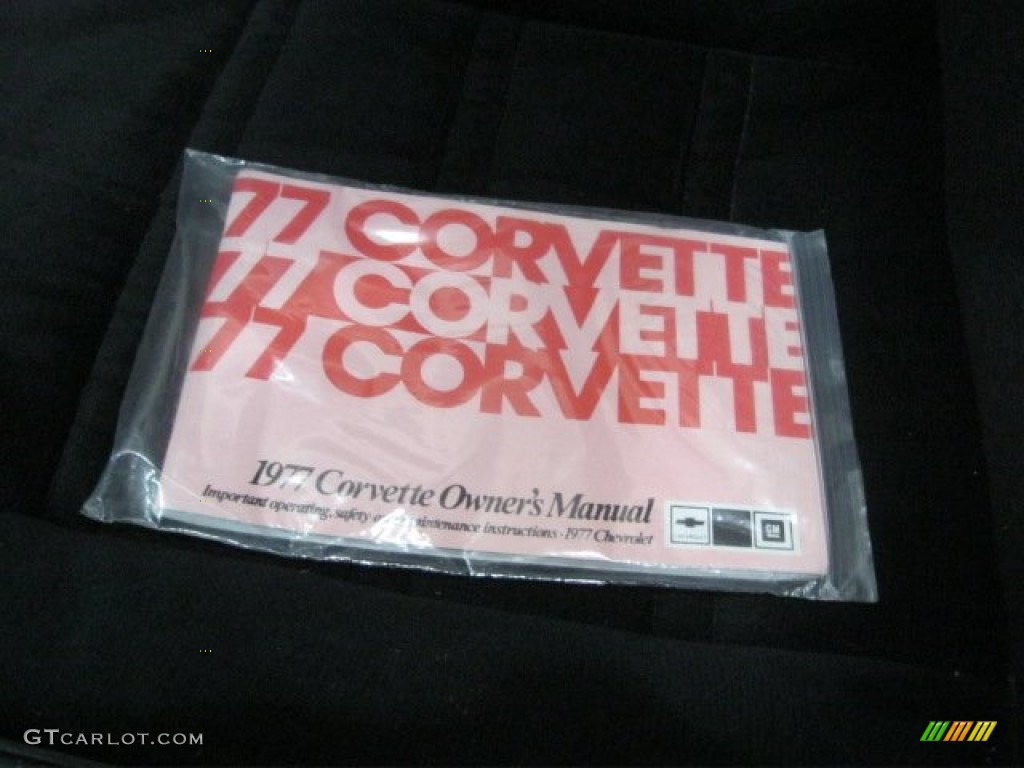 77 CORVETTE
77 CORVETTE
77 CORVETTE
1977 Corvette Owner's Manual
Important operating, safety and maintenance instructions · 1977 Chevrolet
GM
GTCARLOT.COM